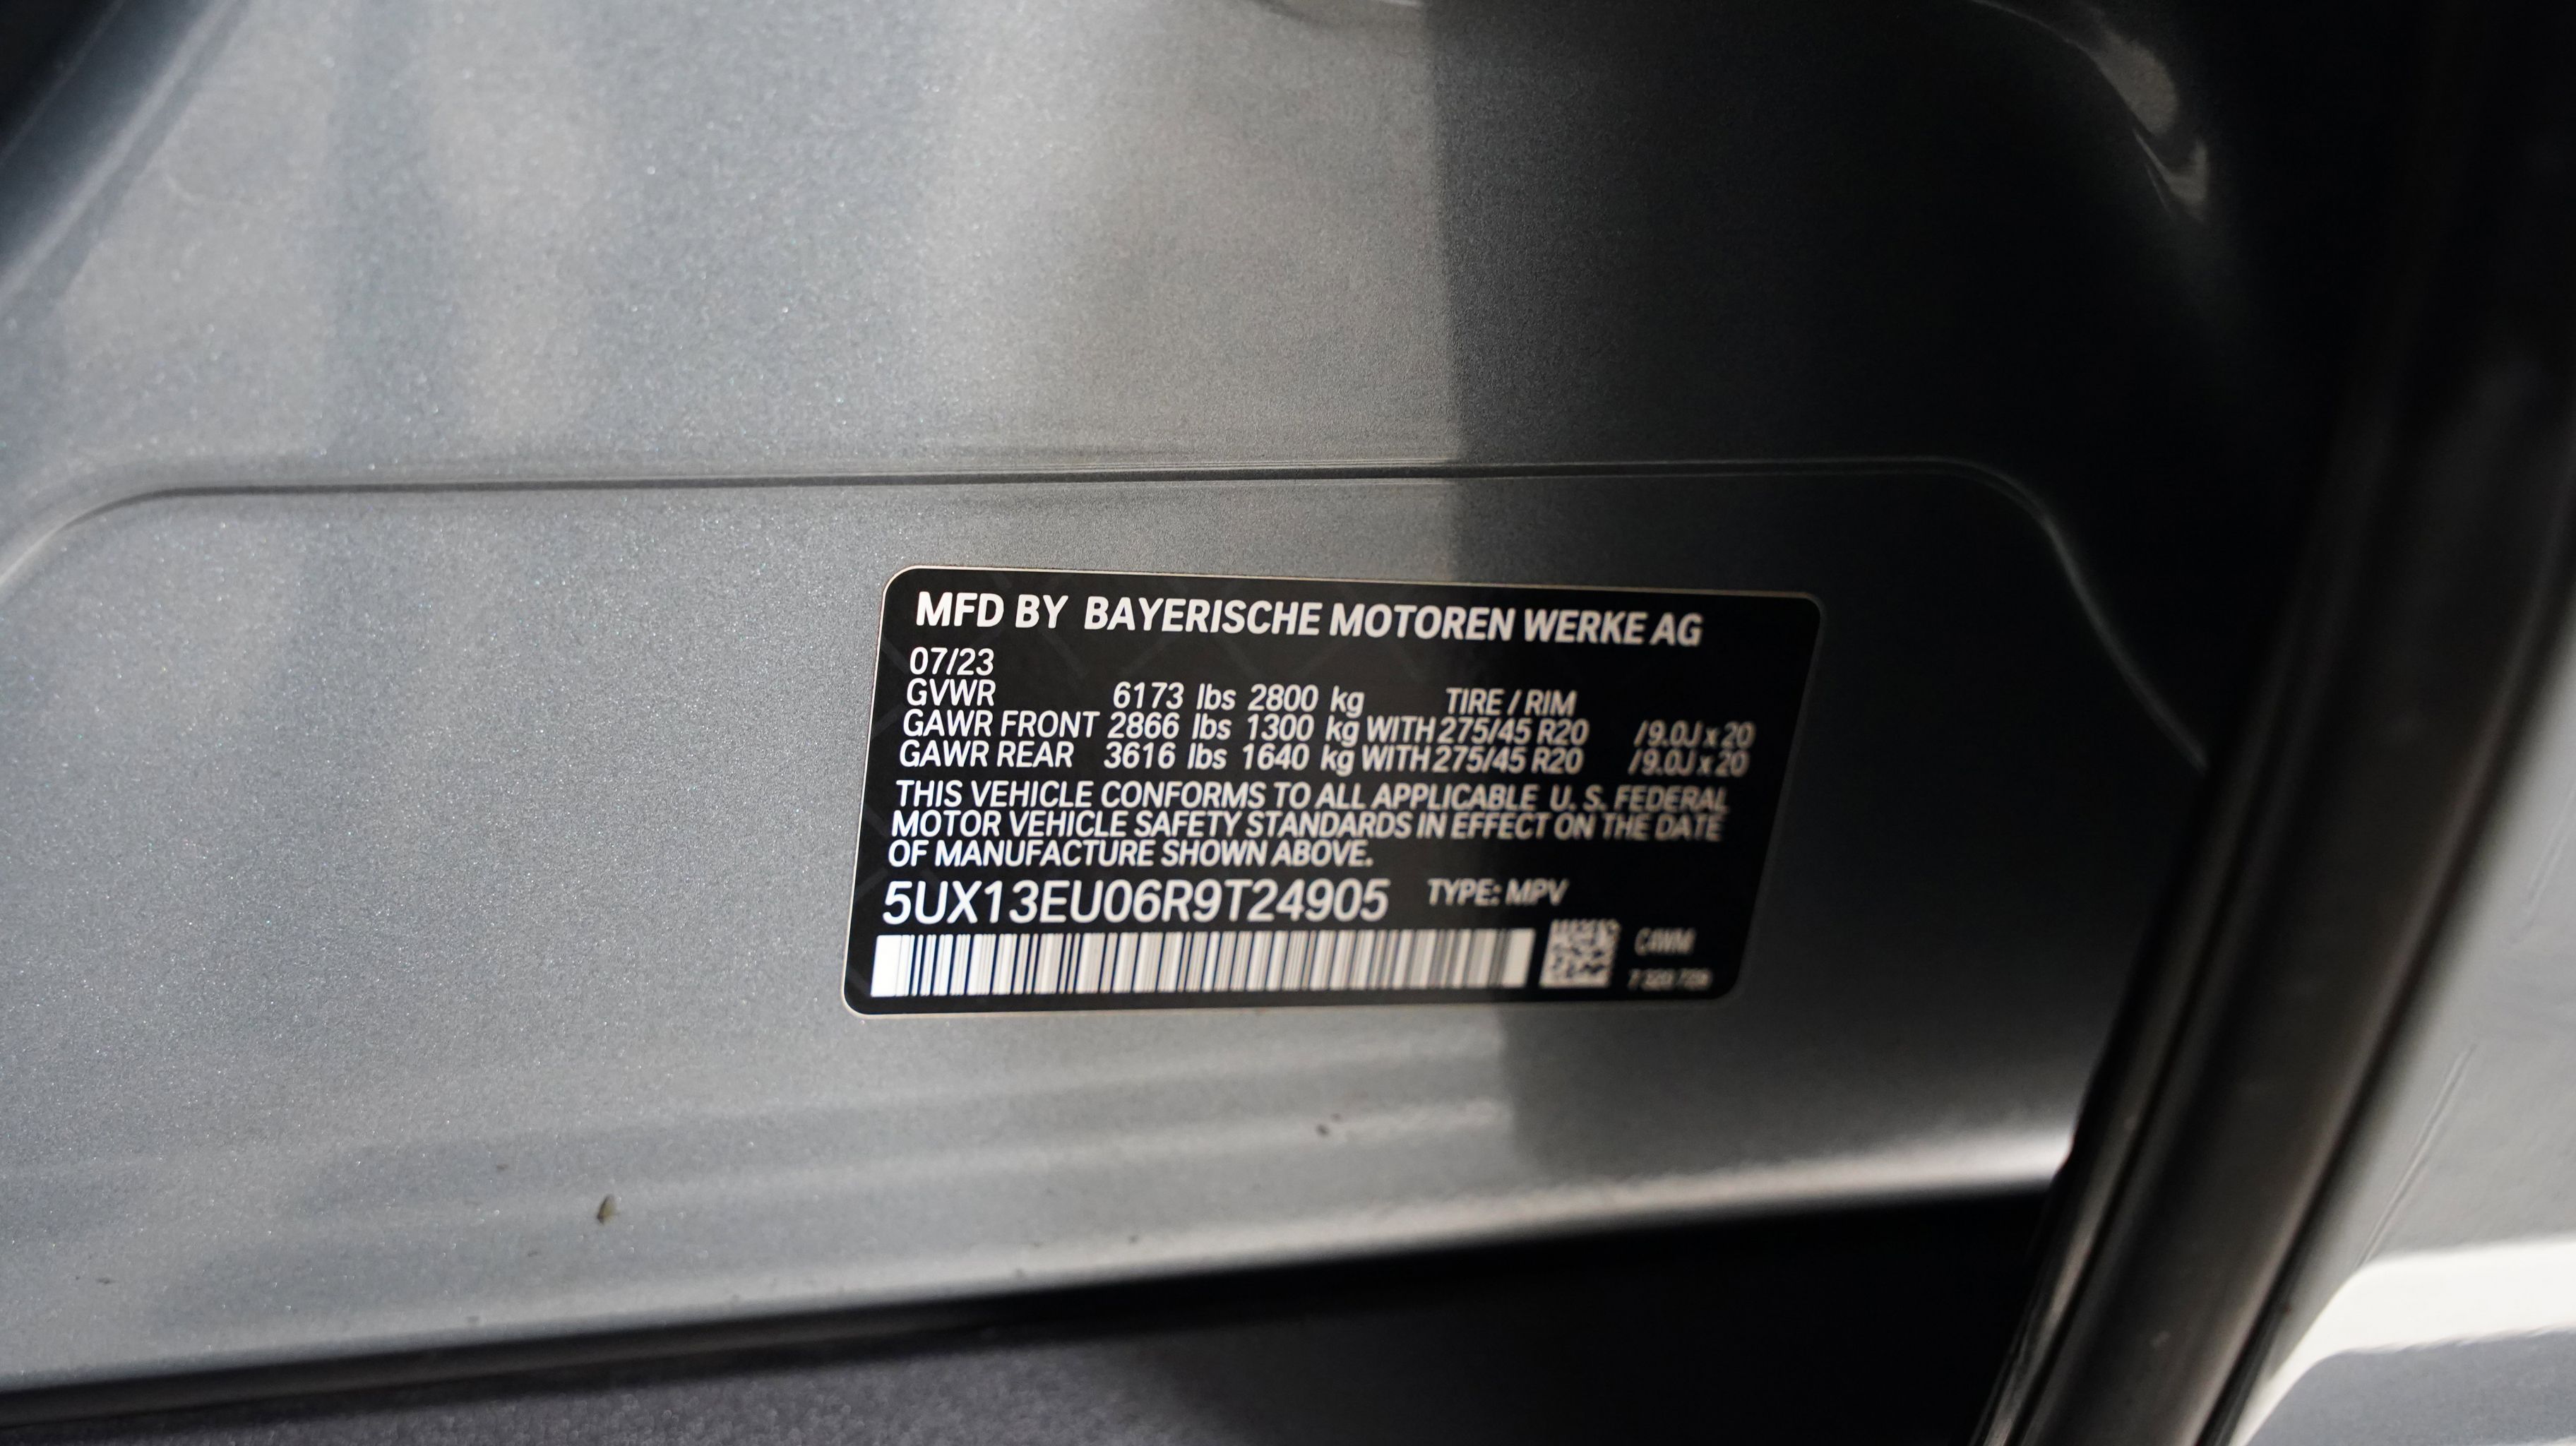 MFD BY BAYERISCHE MOTOREN WERKE AG
07/23
GVWR 6173 lbs 2800 kg TIRE / RIM
GAWR FRONT 2866 lbs 1300 kg WITH 275/45 R20 / 9.0J x 20
GAWR REAR 3616 lbs 1640 kg WITH 275/45 R20 / 9.0J x 20
THIS VEHICLE CONFORMS TO ALL APPLICABLE U. S. FEDERAL
MOTOR VEHICLE SAFETY STANDARDS IN EFFECT ON THE DATE
OF MANUFACTURE SHOWN ABOVE.
5UX13EU06R9T24905 TYPE: MPV